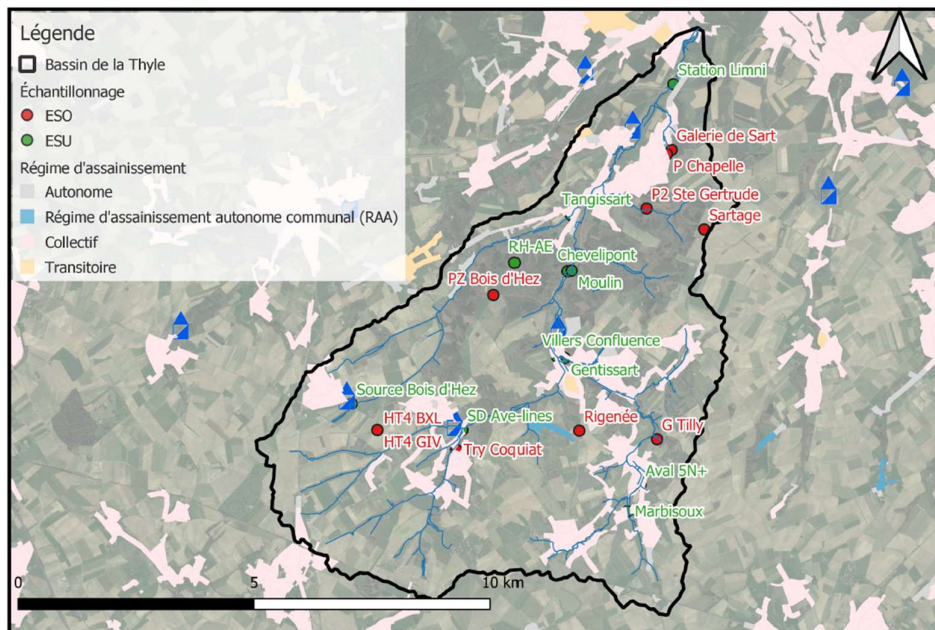 Légende
Bassin de la Thyle
Échantillonnage
ESO
ESU
Régime d'assainissement
Autonome
Régime d'assainissement autonome communal (RAA)
Collectif
Transitoire
Station Limni
Galerie de Sart
P Chapelle
P2 Ste Gertrude
Tangissart
Sartage
RH-AE
Chevelipont
PZ Bois d'Hez
Moulin
Villers Confluence
Gentissart
Source Bois d'Hez
HT4 BXL
SD Ave-lines
Rigenée
G Tilly
HT4 GIV
Try Coquiat
Aval 5N+
Marbisoux
0
5
10 km